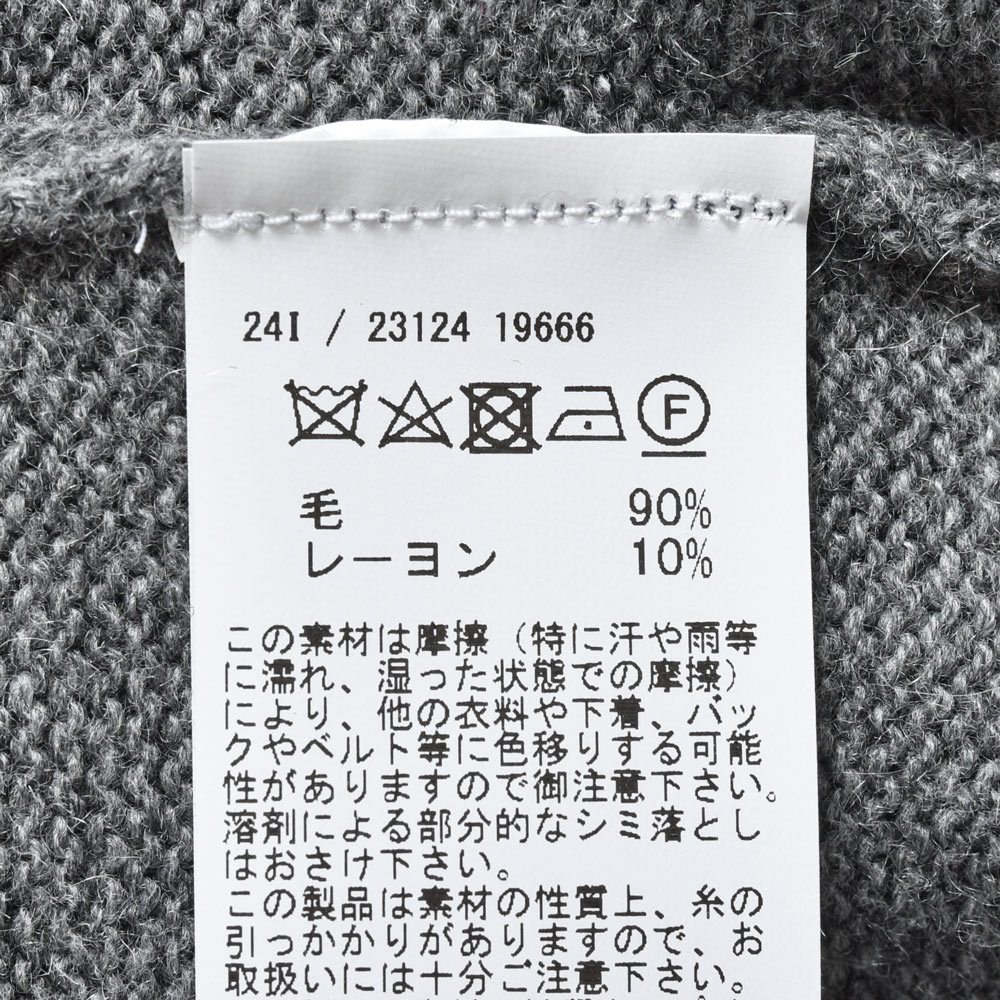 24I / 23124 19666
F
毛 90%
レーヨン 10%
この素材は摩擦（特に汗や雨等
に濡れ、湿った状態での摩擦）
により、他の衣料や下着、バッ
クやベルト等に色移りする可能
性がありますので御注意下さい。
溶剤による部分的なシミ落とし
はおさけ下さい。
この製品は素材の性質上、糸の
引っかかりがありますので、お
取扱いには十分ご注意下さい。